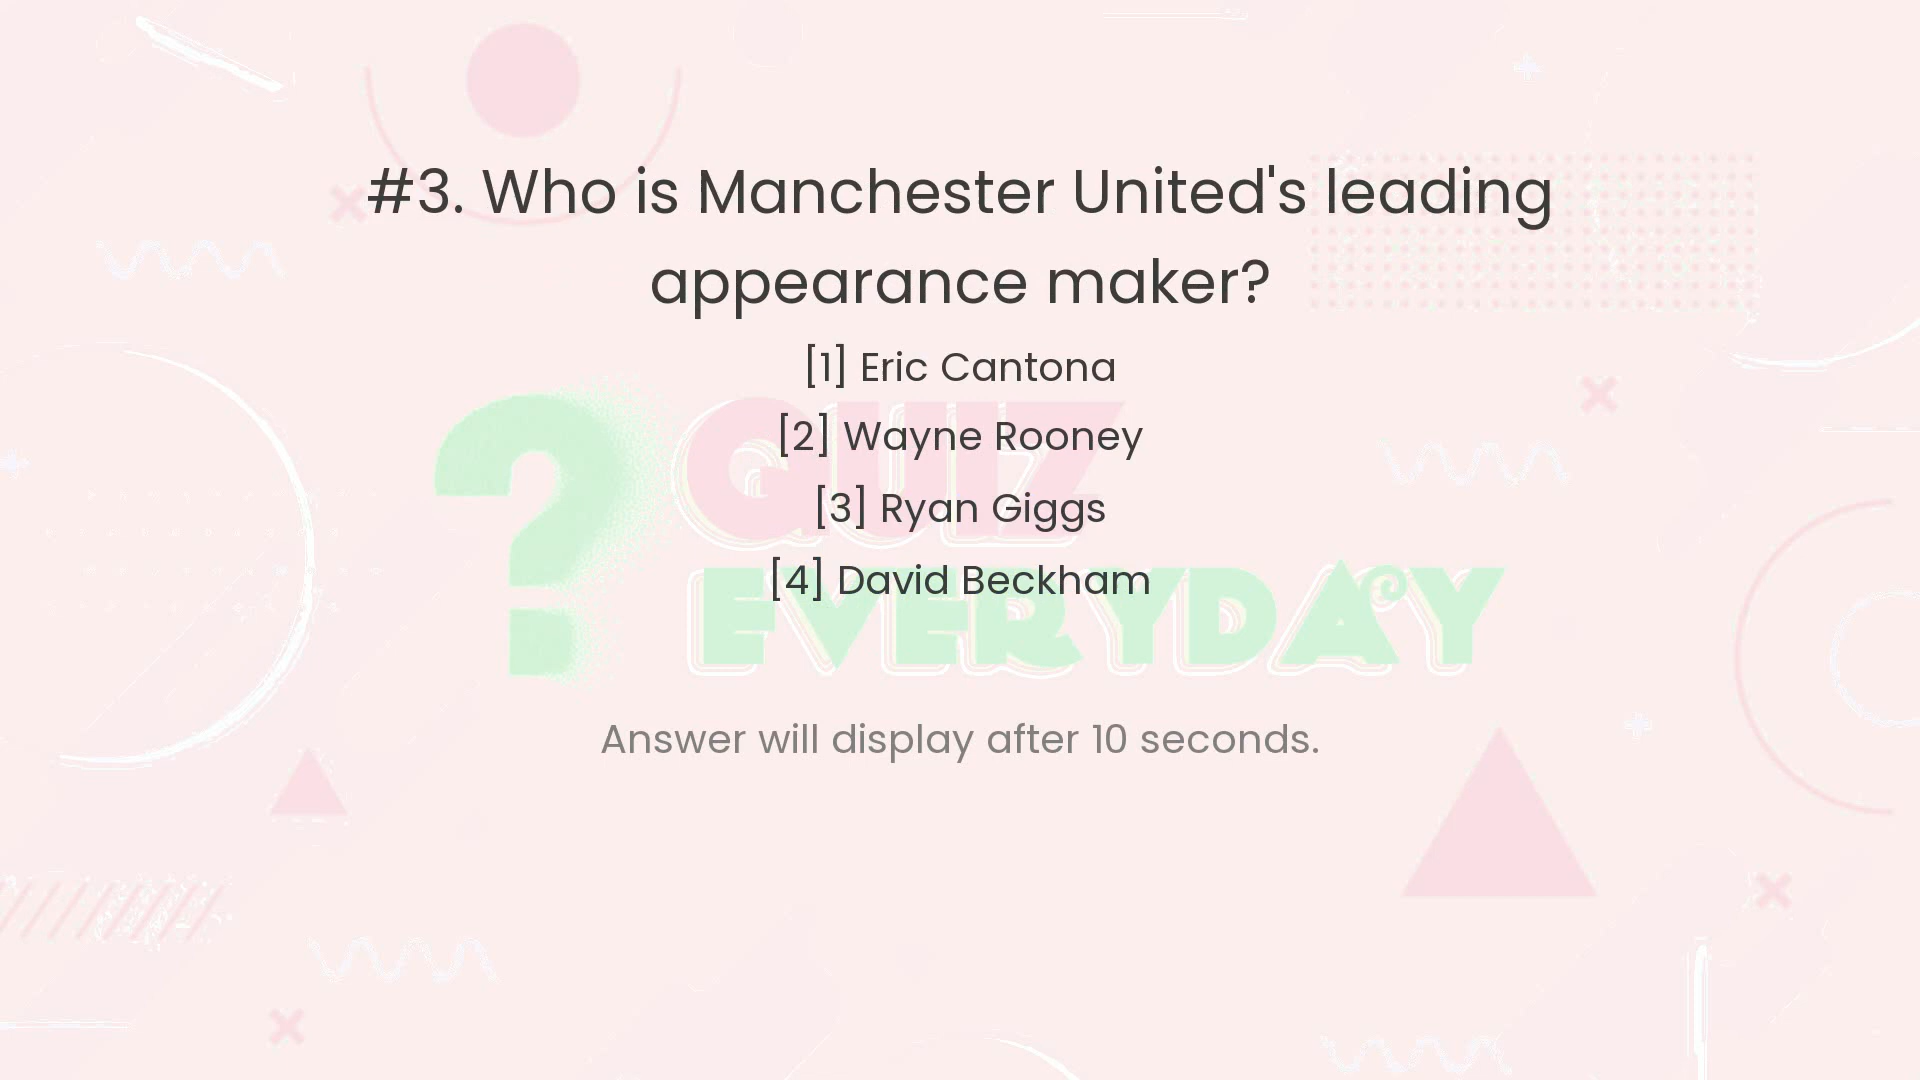 #3. Who is Manchester United's leading
appearance maker?
[1] Eric Cantona
[2] Wayne Rooney
[3] Ryan Giggs
[4] David Beckham
? QUIZ
EVERYDAY
Answer will display after 10 seconds.